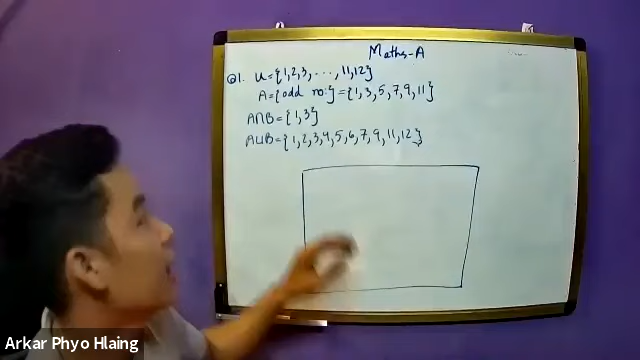 Maths-A
Q1. U={1,2,3, ..., 11,12}
A={odd no:}={1,3,5,7,9,11}
A∩B={1,3}
A∪B={1,2,3,4,5,6,7,9,11,12}
Arkar Phyo Hlaing